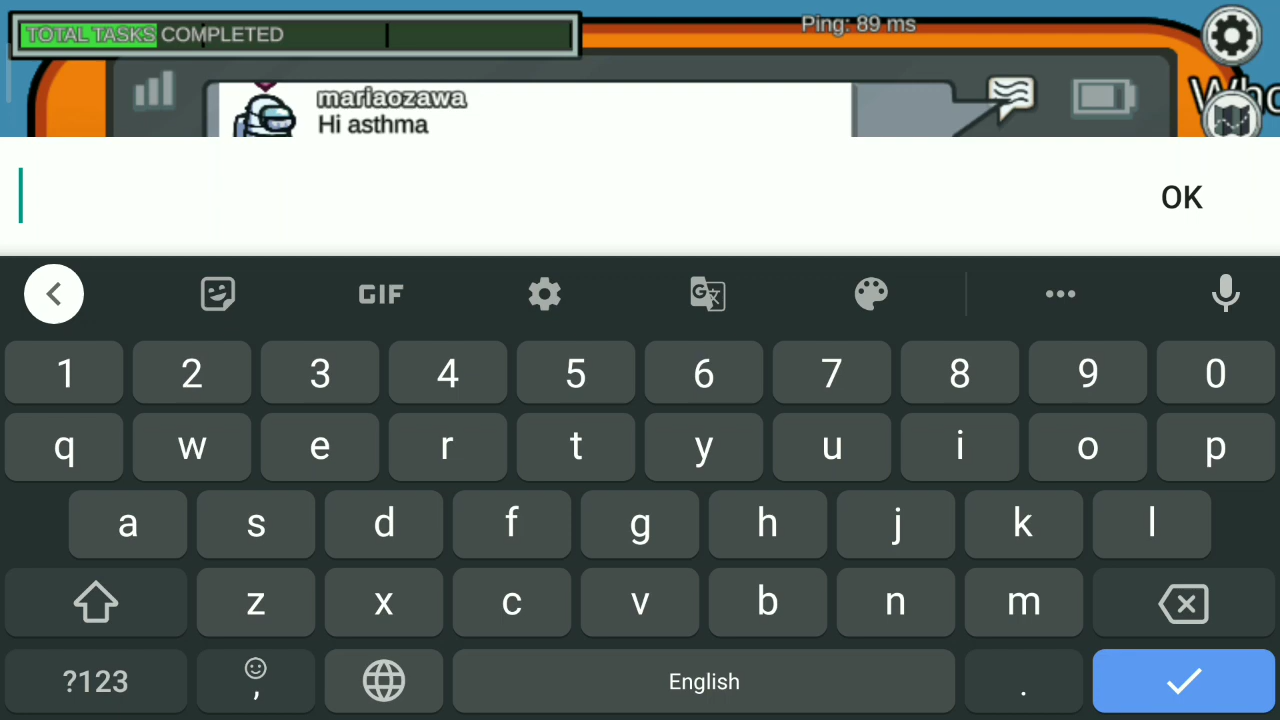 TOTAL TASKS COMPLETED
Ping: 89 ms
Who
mariaozawa
Hi asthma
OK
GIF
1 2 3 4 5 6 7 8 9 0
q w e r t y u i o p
a s d f g h j k l
z x c v b n m
?123 , English .